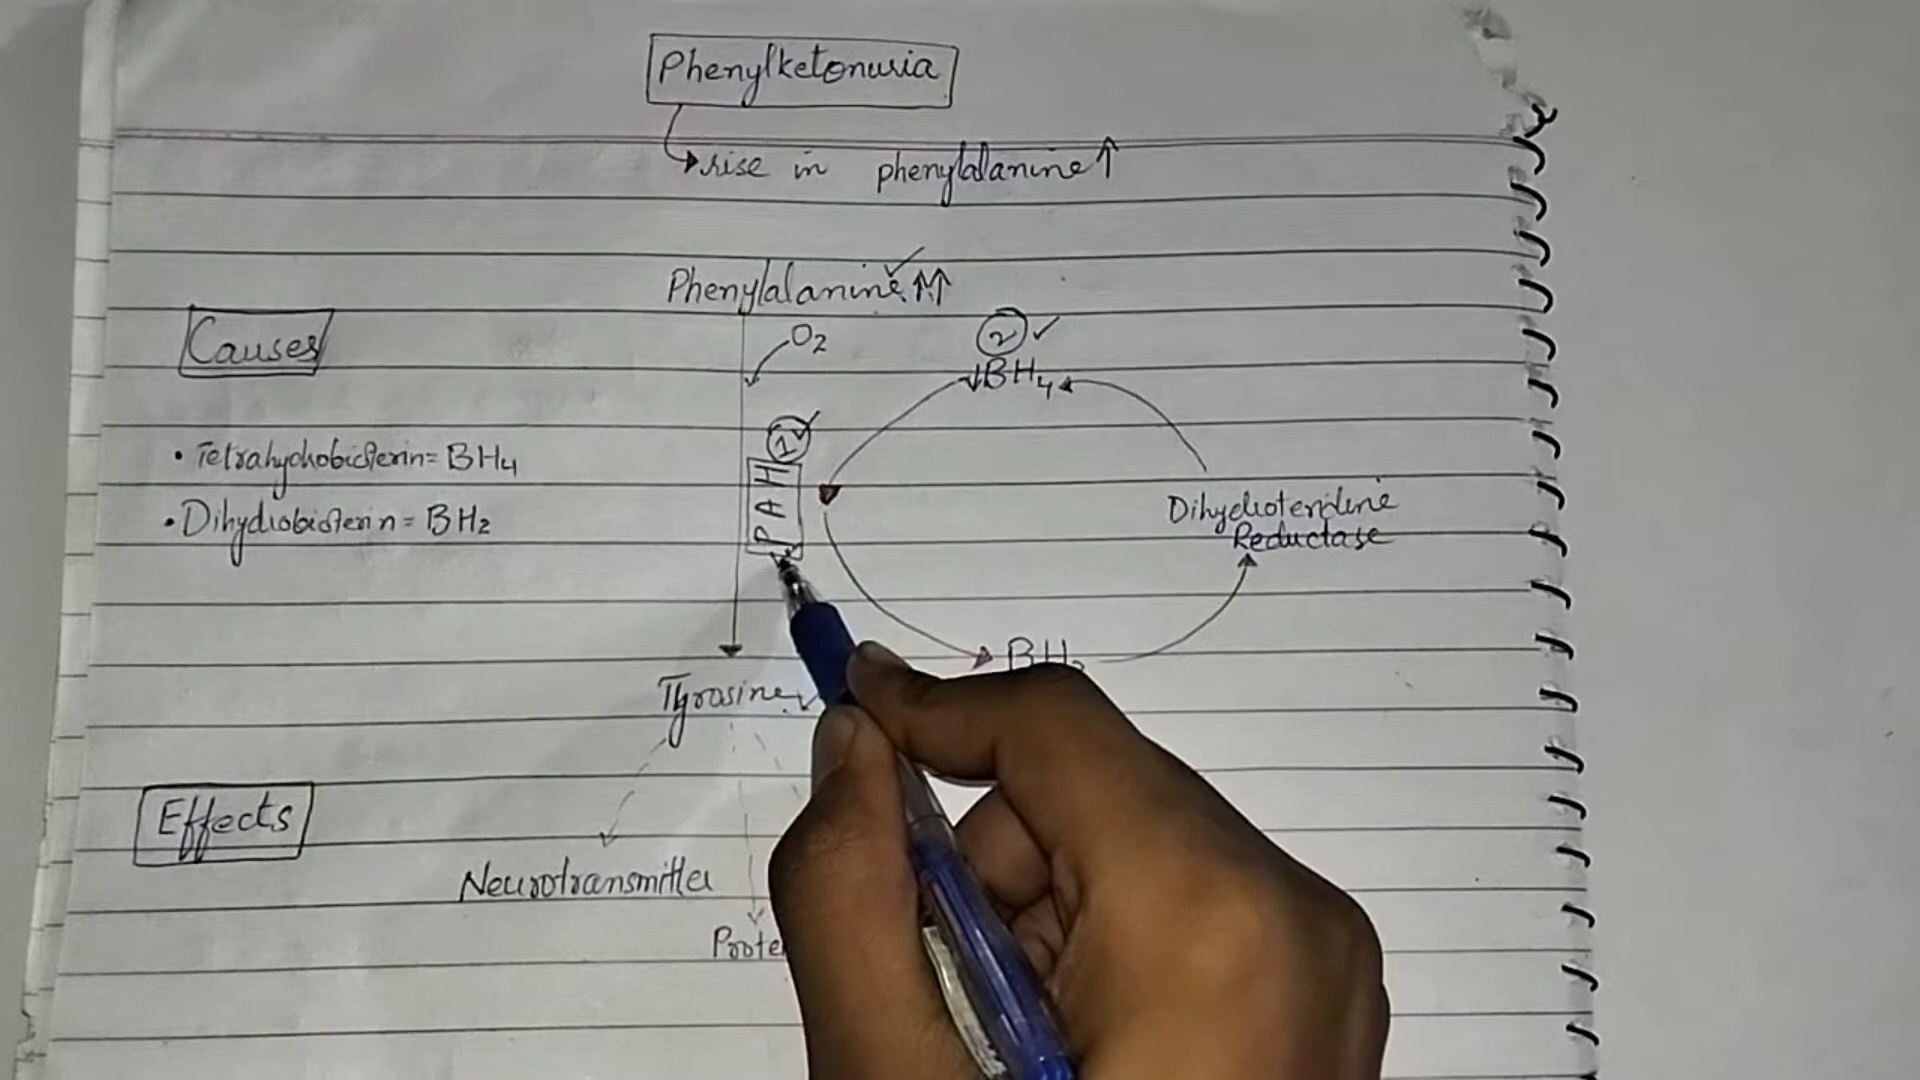 Phenylketonuria
rise in phenylalanine ↑
Phenylalanine ✓ ↑↑
Causes
O2
2 ✓
↓BH4
1 ✓
PAH
• Tetrahydrobiopterin = BH4
• Dihydrobiopterin = BH2
Dihydropteridine
Reductase
BH2
Tyrosine
Effects
Neurotransmitter